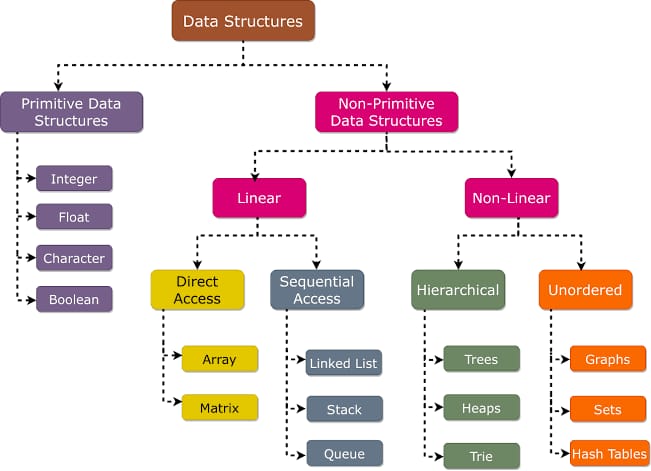 Data Structures
Primitive Data
Structures
Non-Primitive
Data Structures
Integer
Float
Character
Boolean
Linear
Non-Linear
Direct
Access
Sequential
Access
Hierarchical
Unordered
Array
Matrix
Linked List
Stack
Queue
Trees
Heaps
Trie
Graphs
Sets
Hash Tables